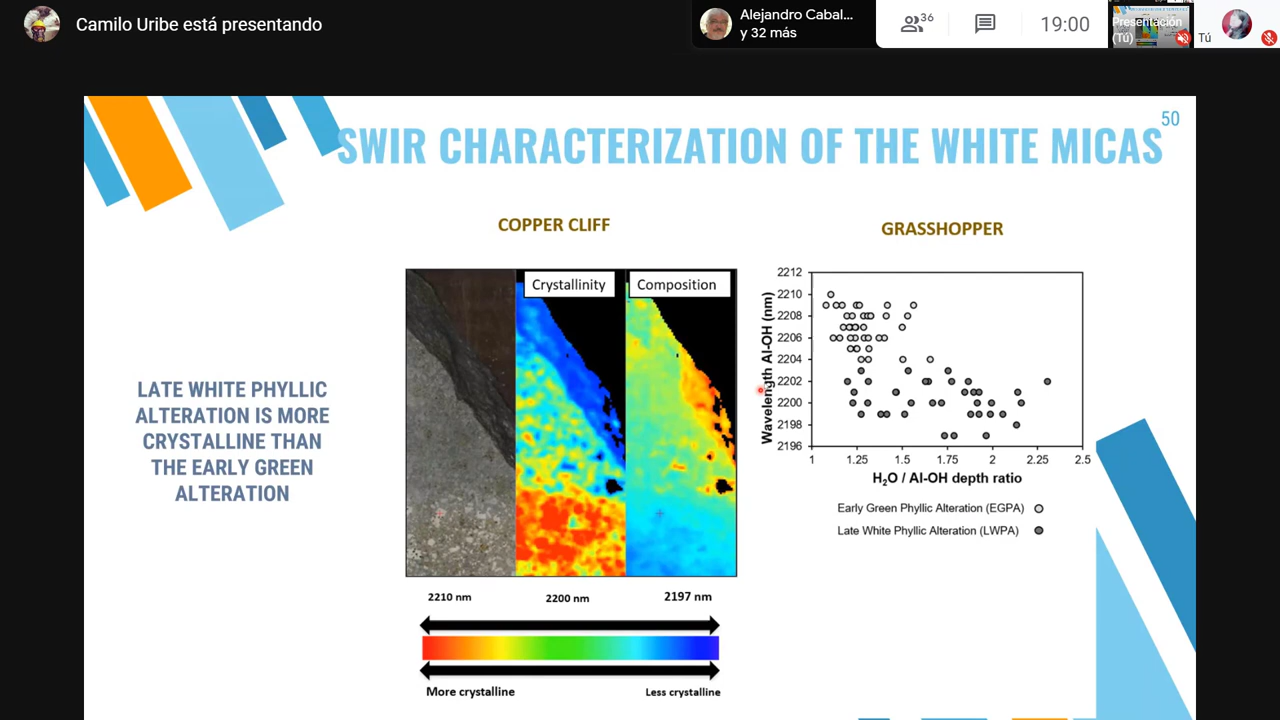 Camilo Uribe está presentando
Alejandro Cabal...
y 32 más
36
19:00
Presentación
(Tú)
Tú
50
SWIR CHARACTERIZATION OF THE WHITE MICAS
LATE WHITE PHYLLIC
ALTERATION IS MORE
CRYSTALLINE THAN
THE EARLY GREEN
ALTERATION
COPPER CLIFF
Crystallinity
Composition
2210 nm
2200 nm
2197 nm
More crystalline
Less crystalline
GRASSHOPPER
Wavelength Al-OH (nm)
2212
2210
2208
2206
2204
2202
2200
2198
2196
1
1.25
1.5
1.75
2
2.25
2.5
H₂O / Al-OH depth ratio
Early Green Phyllic Alteration (EGPA)
Late White Phyllic Alteration (LWPA)